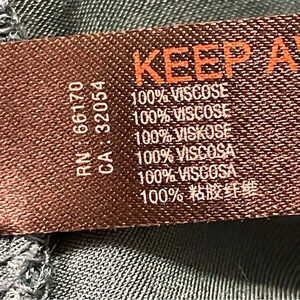 KEEP A
100% VISCOSE
100% VISCOSE
100% VISKOSE
100% VISCOSA
100% VISCOSA
100% 粘胶纤维
RN : 66170
CA : 32054